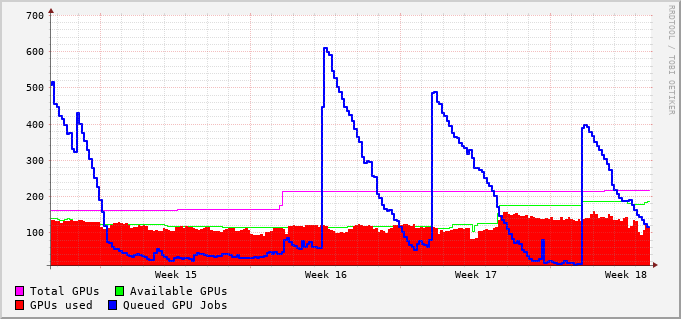 700
600
500
400
300
200
100
Week 15 Week 16 Week 17 Week 18
RRDTOOL / TOBI OETIKER
Total GPUs Available GPUs
GPUs used Queued GPU Jobs